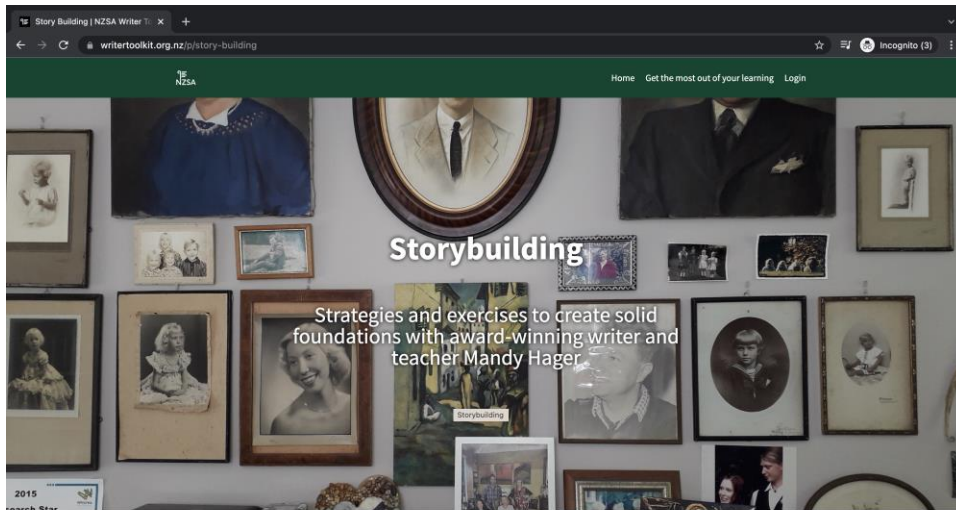 Story Building | NZSA Writer To
writertoolkit.org.nz/p/story-building
Incognito (3)
NZSA
Home Get the most out of your learning Login
Storybuilding
Strategies and exercises to create solid
foundations with award-winning writer and
teacher Mandy Hager
Storybuilding
2015
search Star